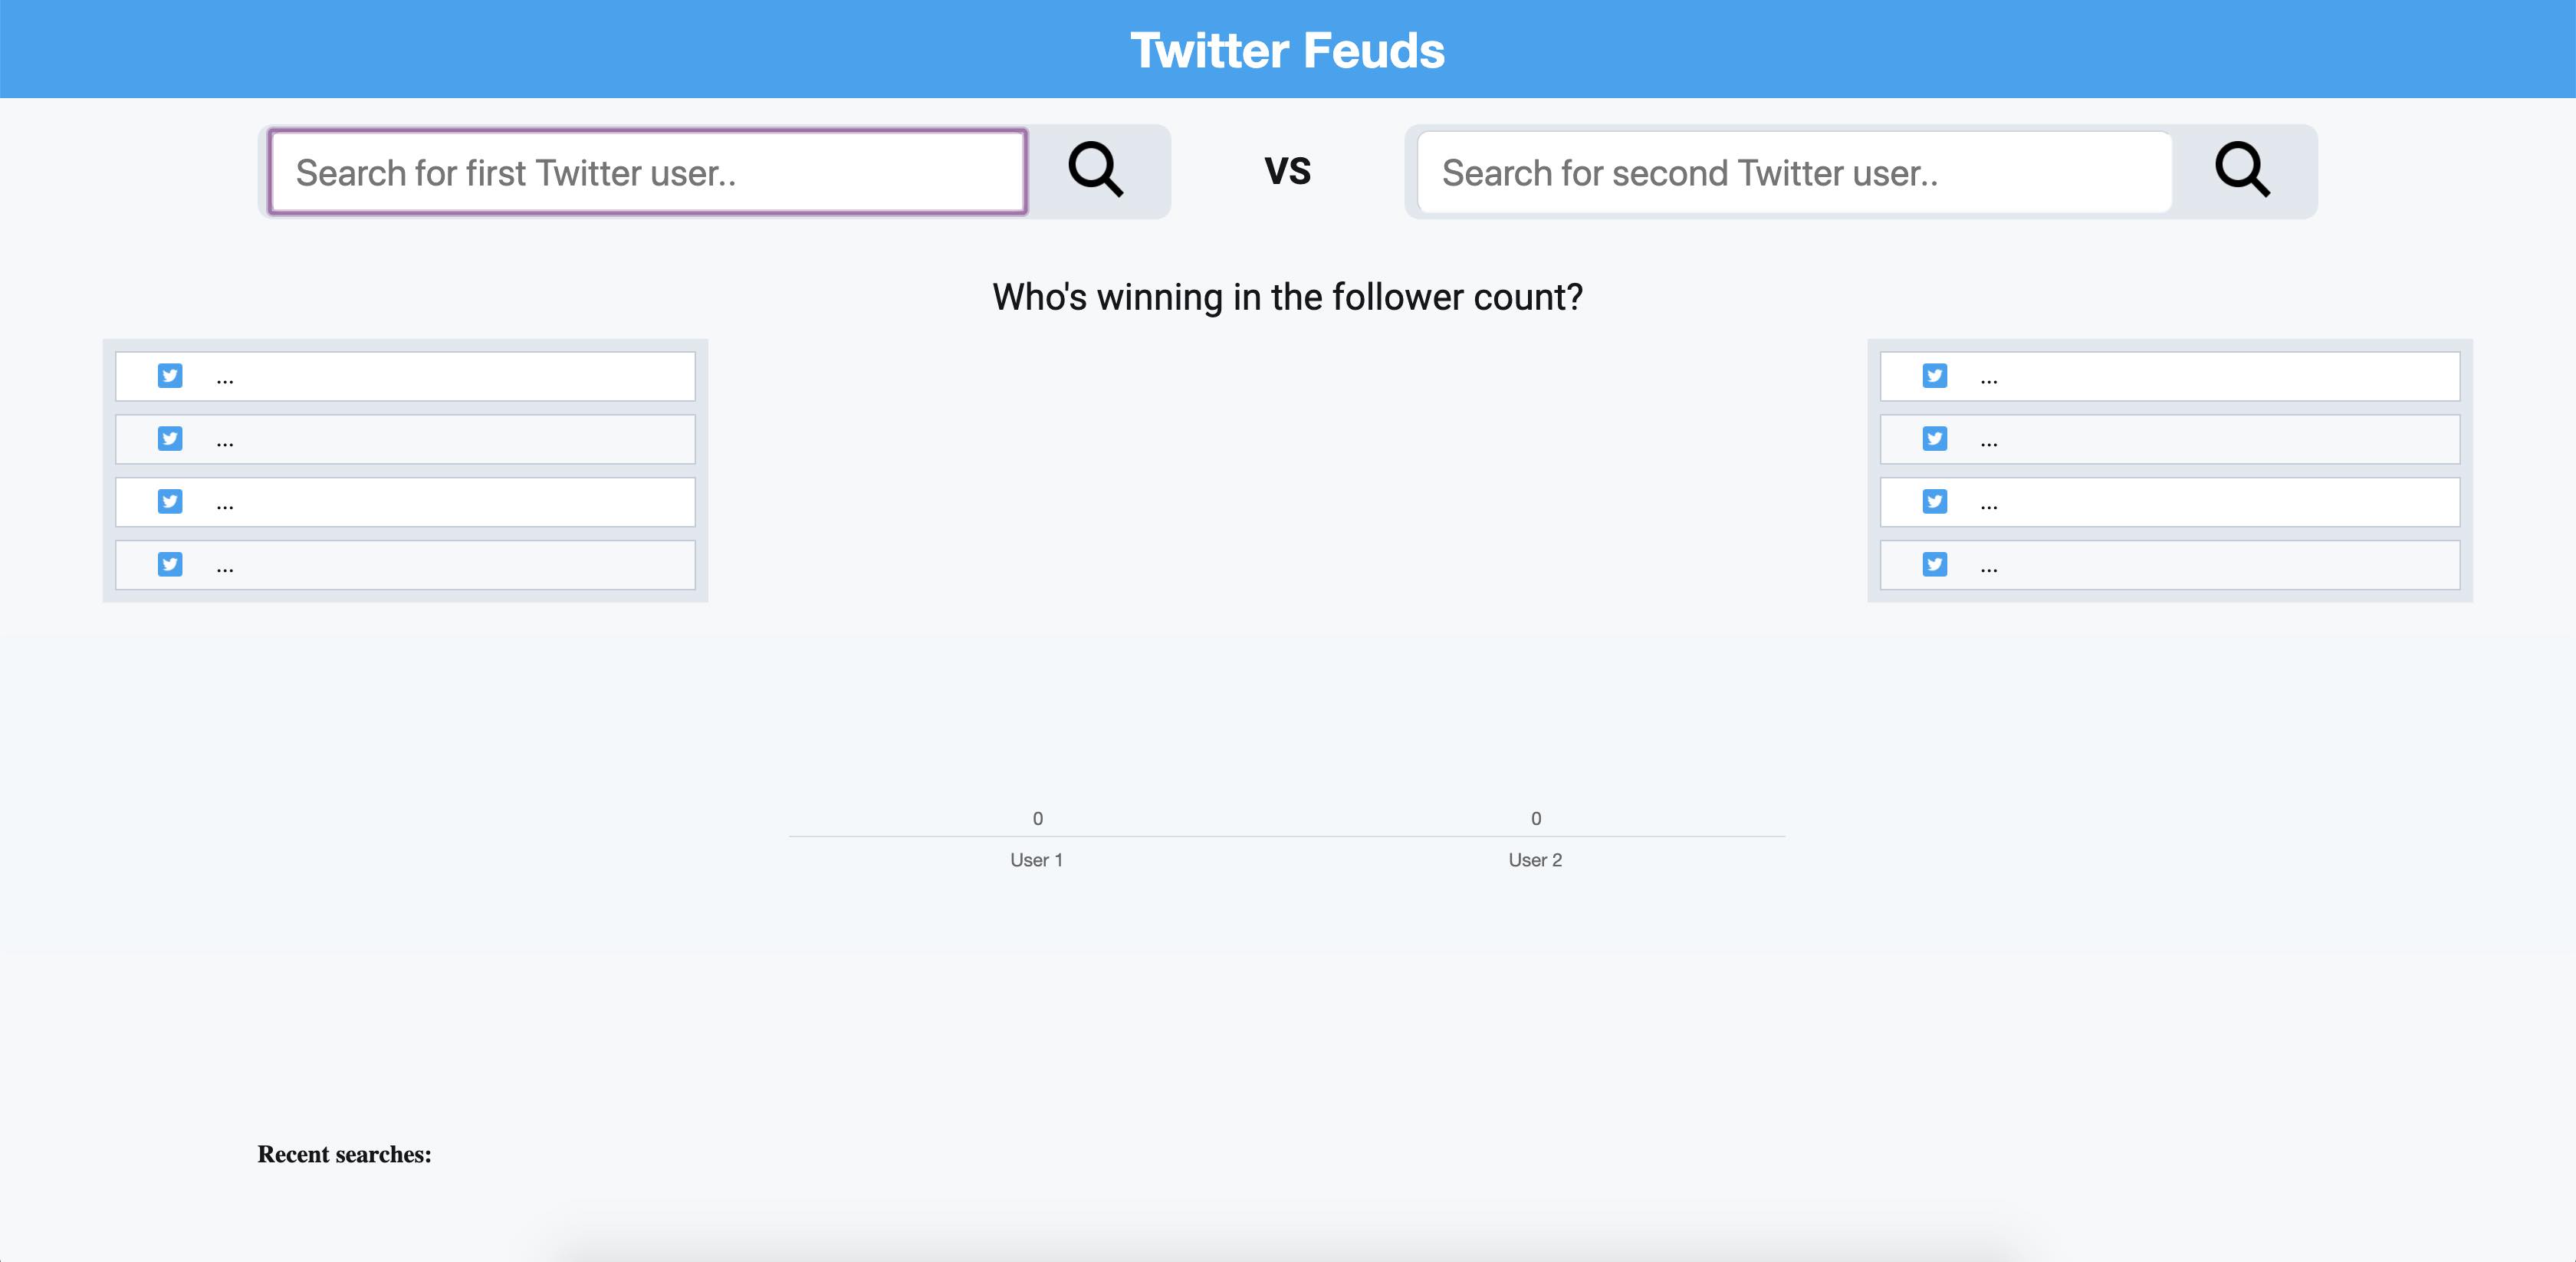 Twitter Feuds
Search for first Twitter user..
VS
Search for second Twitter user..
Who's winning in the follower count?
...
...
...
...
...
...
...
...
0
0
User 1
User 2
Recent searches: